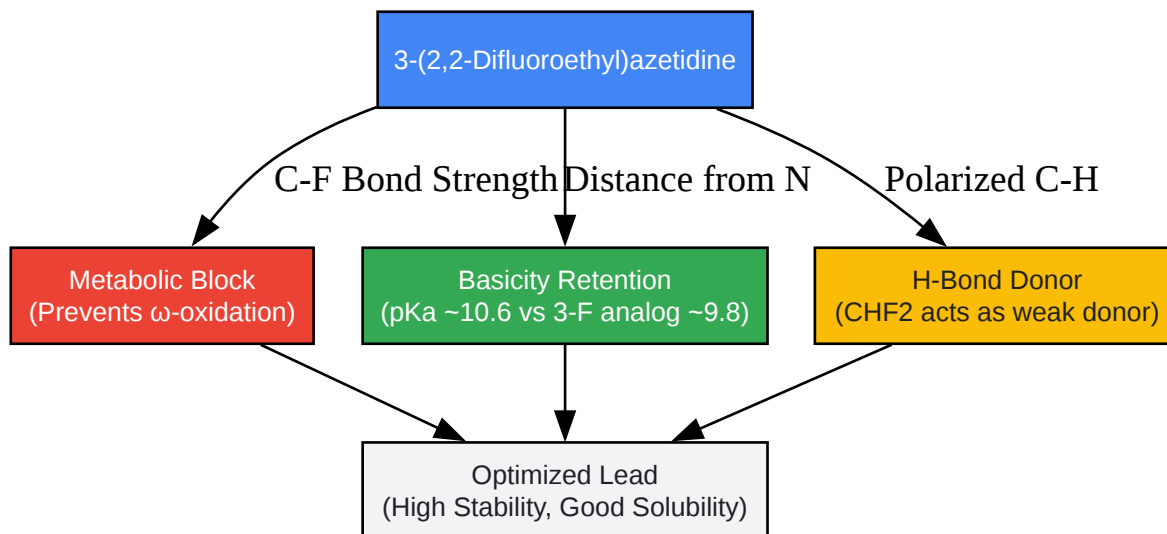 3-(2,2-Difluoroethyl)azetidine
C-F Bond Strength
Distance from N
Polarized C-H
Metabolic Block
(Prevents ω-oxidation)
Basicity Retention
(pKa ~10.6 vs 3-F analog ~9.8)
H-Bond Donor
(CHF2 acts as weak donor)
Optimized Lead
(High Stability, Good Solubility)